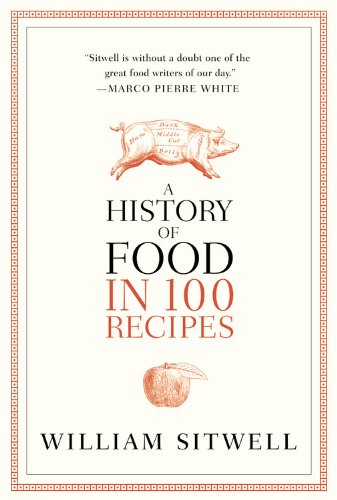 “Sitwell is without a doubt one of the
great food writers of our day.”
—MARCO PIERRE WHITE
Ham
Back
Middle
Cut
Belly
A
HISTORY
OF
FOOD
IN 100
RECIPES
WILLIAM SITWELL